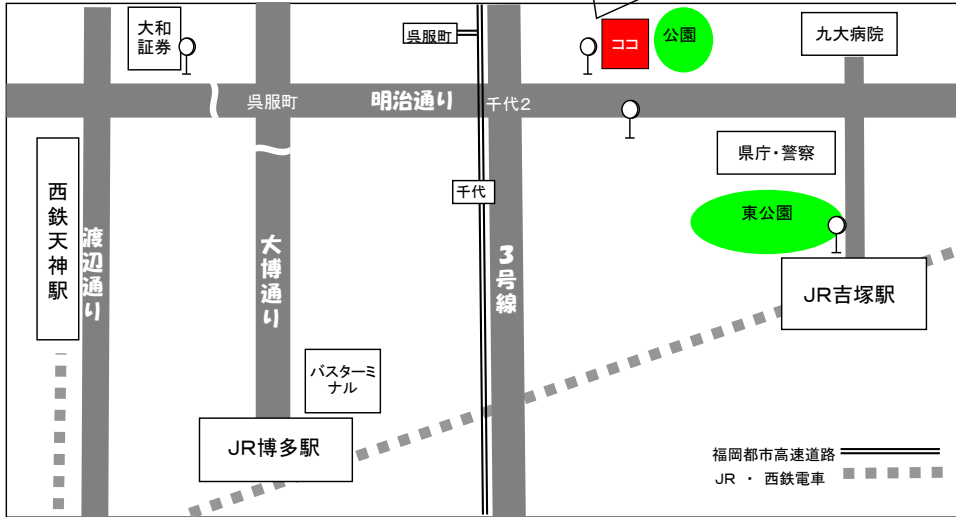 大和
証券
呉服町
ココ
公園
九大病院
呉服町
明治通り
千代２
県庁・警察
千代
西鉄天神駅
渡辺通り
大博通り
３号線
東公園
ＪＲ吉塚駅
バスターミ
ナル
ＪＲ博多駅
福岡都市高速道路
ＪＲ ・ 西鉄電車